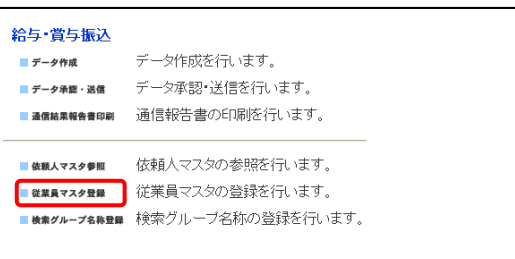 給与・賞与振込
データ作成 データ作成を行います。
データ承認・送信 データ承認・送信を行います。
通信結果報告書印刷 通信報告書の印刷を行います。
依頼人マスタ参照 依頼人マスタの参照を行います。
従業員マスタ登録 従業員マスタの登録を行います。
検索グループ名称登録 検索グループ名称の登録を行います。